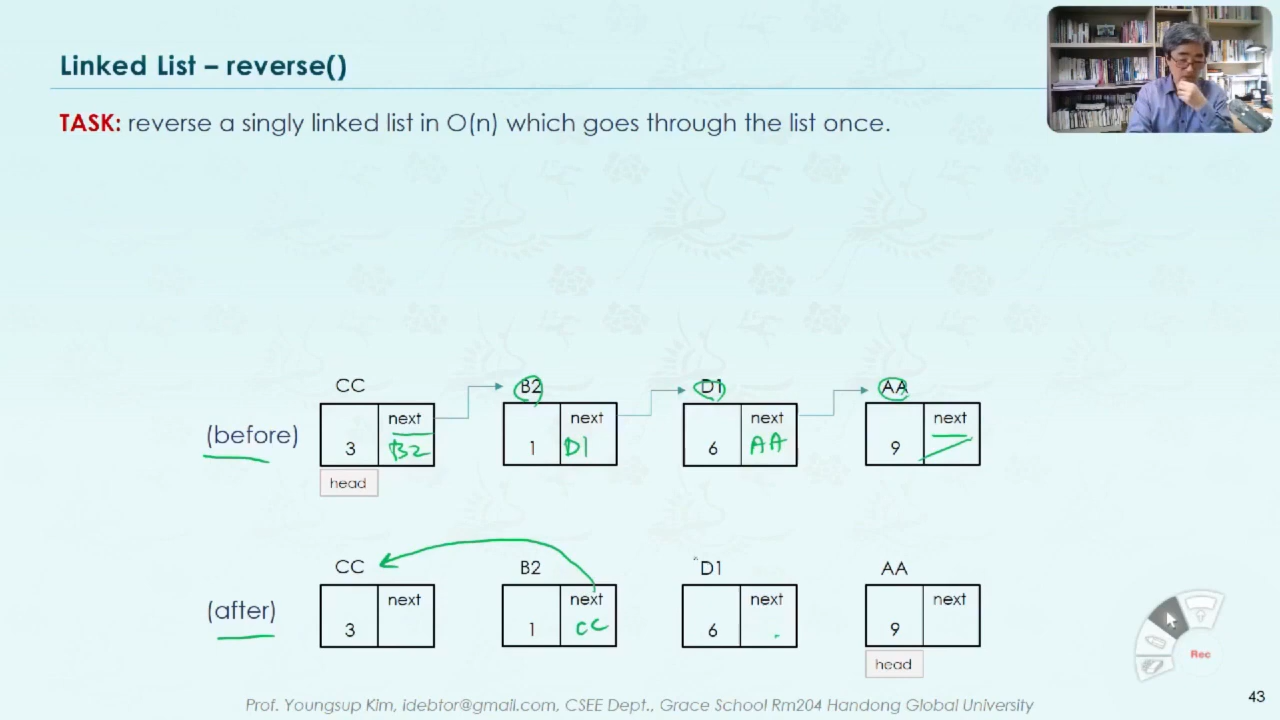 Linked List – reverse()
TASK: reverse a singly linked list in O(n) which goes through the list once.
CC B2 D1 AA
(before) 3 next B2 1 next D1 6 next AA 9 next
head
CC B2 D1 AA
(after) 3 next 1 next CC 6 next 9 next
head
Rec
Prof. Youngsup Kim, idebtor@gmail.com, CSEE Dept., Grace School Rm204 Handong Global University
43